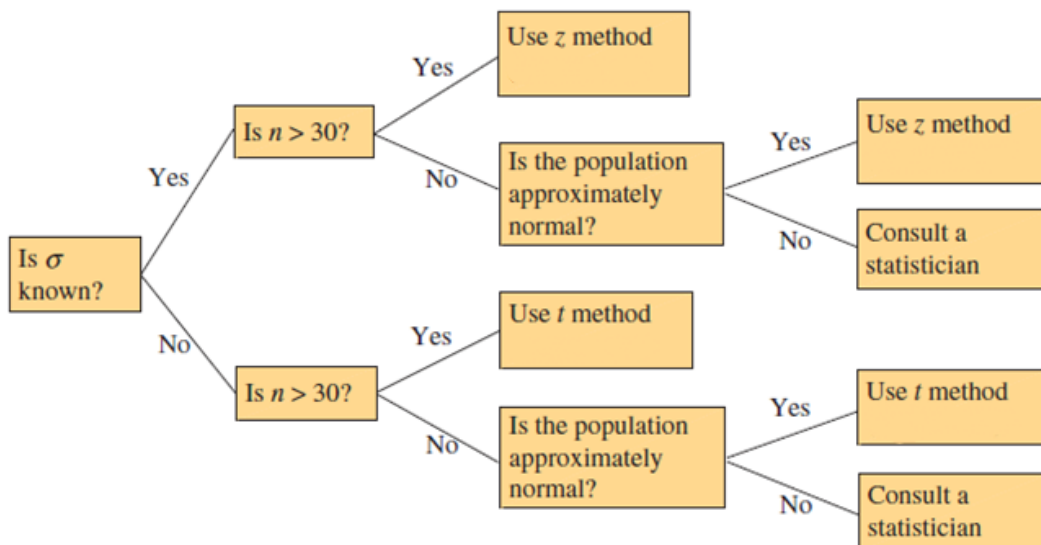 Use z method
Yes
Is n > 30?
Use z method
Yes
Yes
No
Is the population
approximately
normal?
No
Consult a
statistician
Is σ
known?
Use t method
Yes
No
Is n > 30?
Use t method
Yes
No
Is the population
approximately
normal?
No
Consult a
statistician